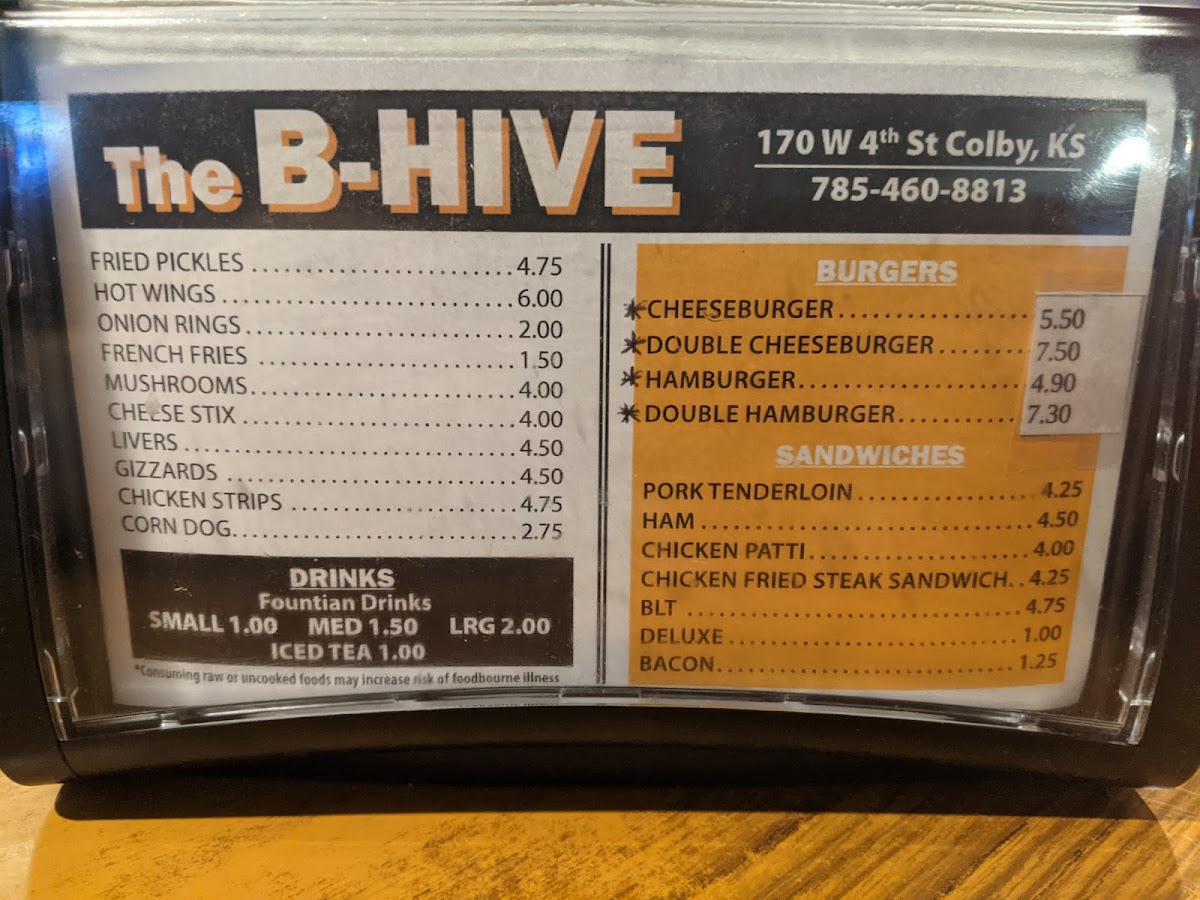 The B-HIVE
170 W 4th St Colby, KS
785-460-8813
FRIED PICKLES ........................ 4.75
HOT WINGS ........................ 6.00
ONION RINGS ........................ 2.00
FRENCH FRIES ........................ 1.50
MUSHROOMS ........................ 4.00
CHEESE STIX ........................ 4.00
LIVERS ........................ 4.50
GIZZARDS ........................ 4.50
CHICKEN STRIPS ........................ 4.75
CORN DOG ........................ 2.75
DRINKS
Fountian Drinks
SMALL 1.00 MED 1.50 LRG 2.00
ICED TEA 1.00
*Consuming raw or uncooked foods may increase risk of foodbourne illness
BURGERS
*CHEESEBURGER .................. 5.50
*DOUBLE CHEESEBURGER ......... 7.50
*HAMBURGER ..................... 4.90
*DOUBLE HAMBURGER ............ 7.30
SANDWICHES
PORK TENDERLOIN ................. 4.25
HAM ................................. 4.50
CHICKEN PATTI ..................... 4.00
CHICKEN FRIED STEAK SANDWICH. . 4.25
BLT .................................. 4.75
DELUXE ............................. 1.00
BACON .............................. 1.25